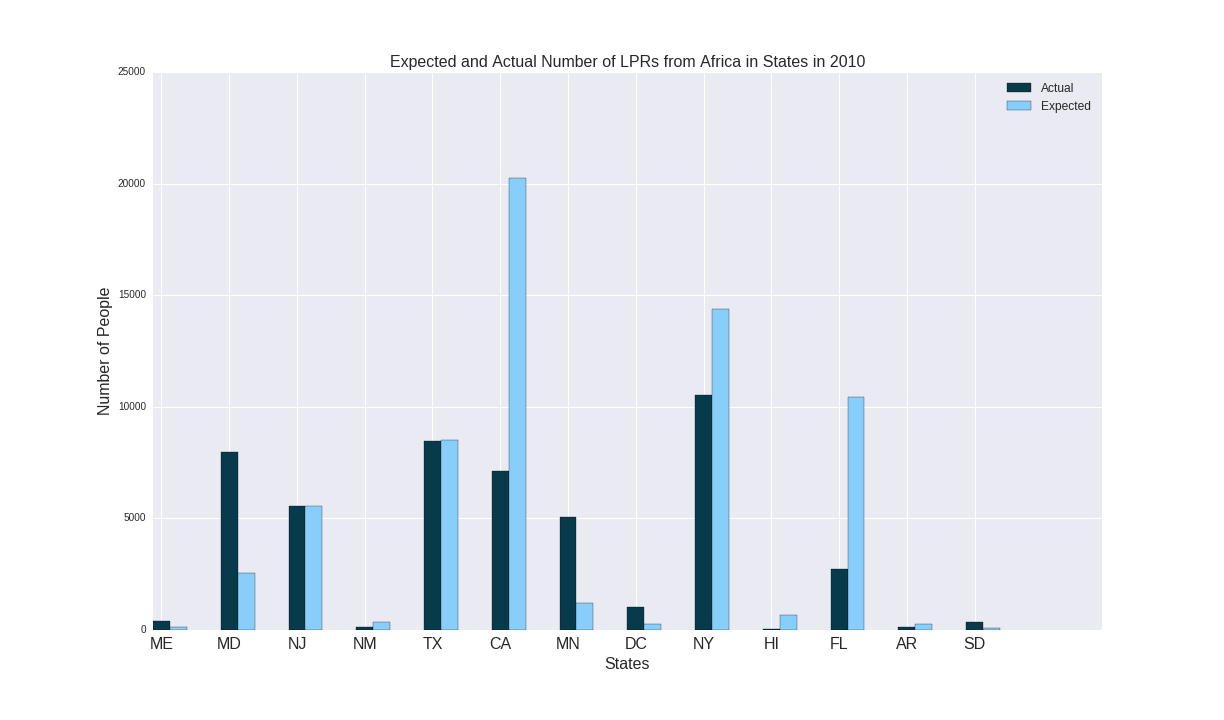 Expected and Actual Number of LPRs from Africa in States in 2010
25000
20000
15000
10000
5000
0
Number of People
Actual
Expected
ME MD NJ NM TX CA MN DC NY HI FL AR SD
States